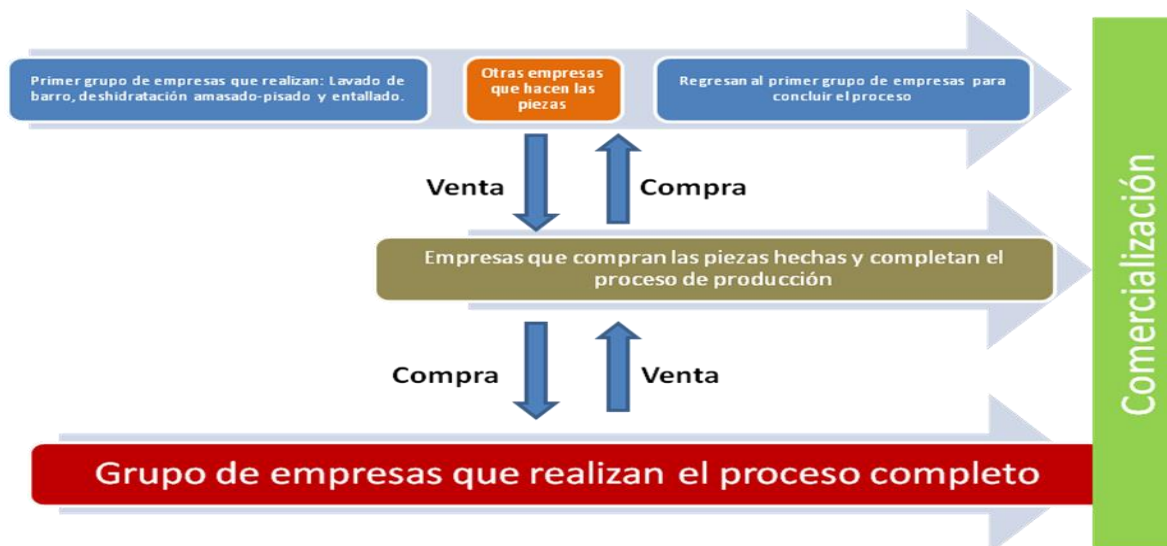 Primer grupo de empresas que realizan: Lavado de
barro, deshidratación amasado-pisado y entallado.
Otras empresas
que hacen las
piezas
Regresan al primer grupo de empresas para
concluir el proceso
Venta
Compra
Empresas que compran las piezas hechas y completan el
proceso de producción
Compra
Venta
Grupo de empresas que realizan el proceso completo
Comercialización